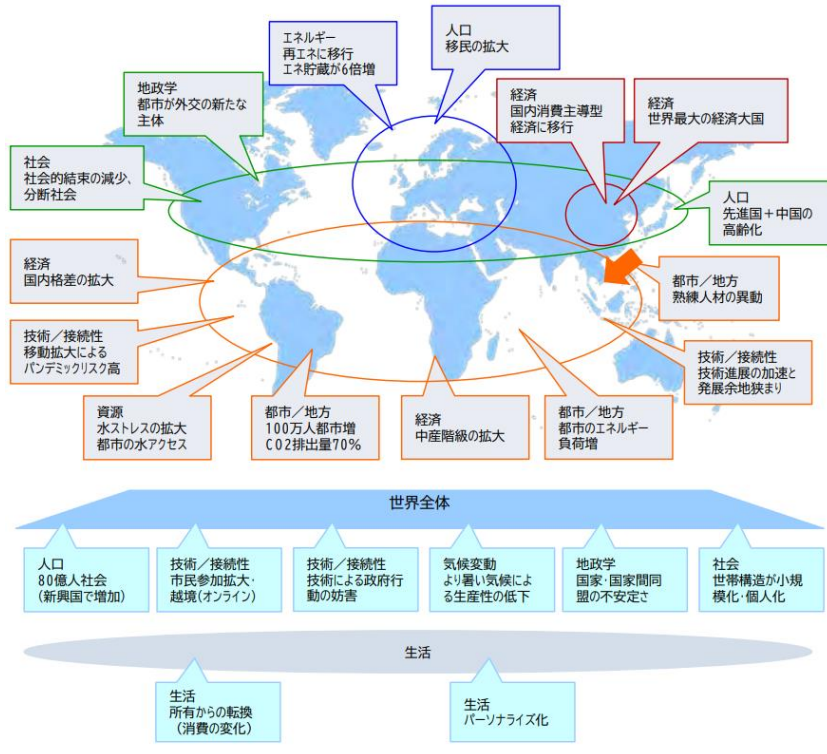 エネルギー
再エネに移行
エネ貯蔵が6倍増
人口
移民の拡大
地政学
都市が外交の新たな
主体
経済
国内消費主導型
経済に移行
経済
世界最大の経済大国
社会
社会的結束の減少、
分断社会
人口
先進国＋中国の
高齢化
経済
国内格差の拡大
都市／地方
熟練人材の異動
技術／接続性
移動拡大による
パンデミックリスク高
技術／接続性
技術進展の加速と
発展余地狭まり
資源
水ストレスの拡大
都市の水アクセス
都市／地方
100万人都市増
CO2排出量70%
経済
中産階級の拡大
都市／地方
都市のエネルギー
負荷増
世界全体
人口
80億人社会
(新興国で増加)
技術／接続性
市民参加拡大・
越境(オンライン)
技術／接続性
技術による政府行
動の妨害
気候変動
より暑い気候によ
る生産性の低下
地政学
国家・国家間同
盟の不安定さ
社会
世帯構造が小規
模化・個人化
生活
生活
所有からの転換
(消費の変化)
生活
パーソナライズ化